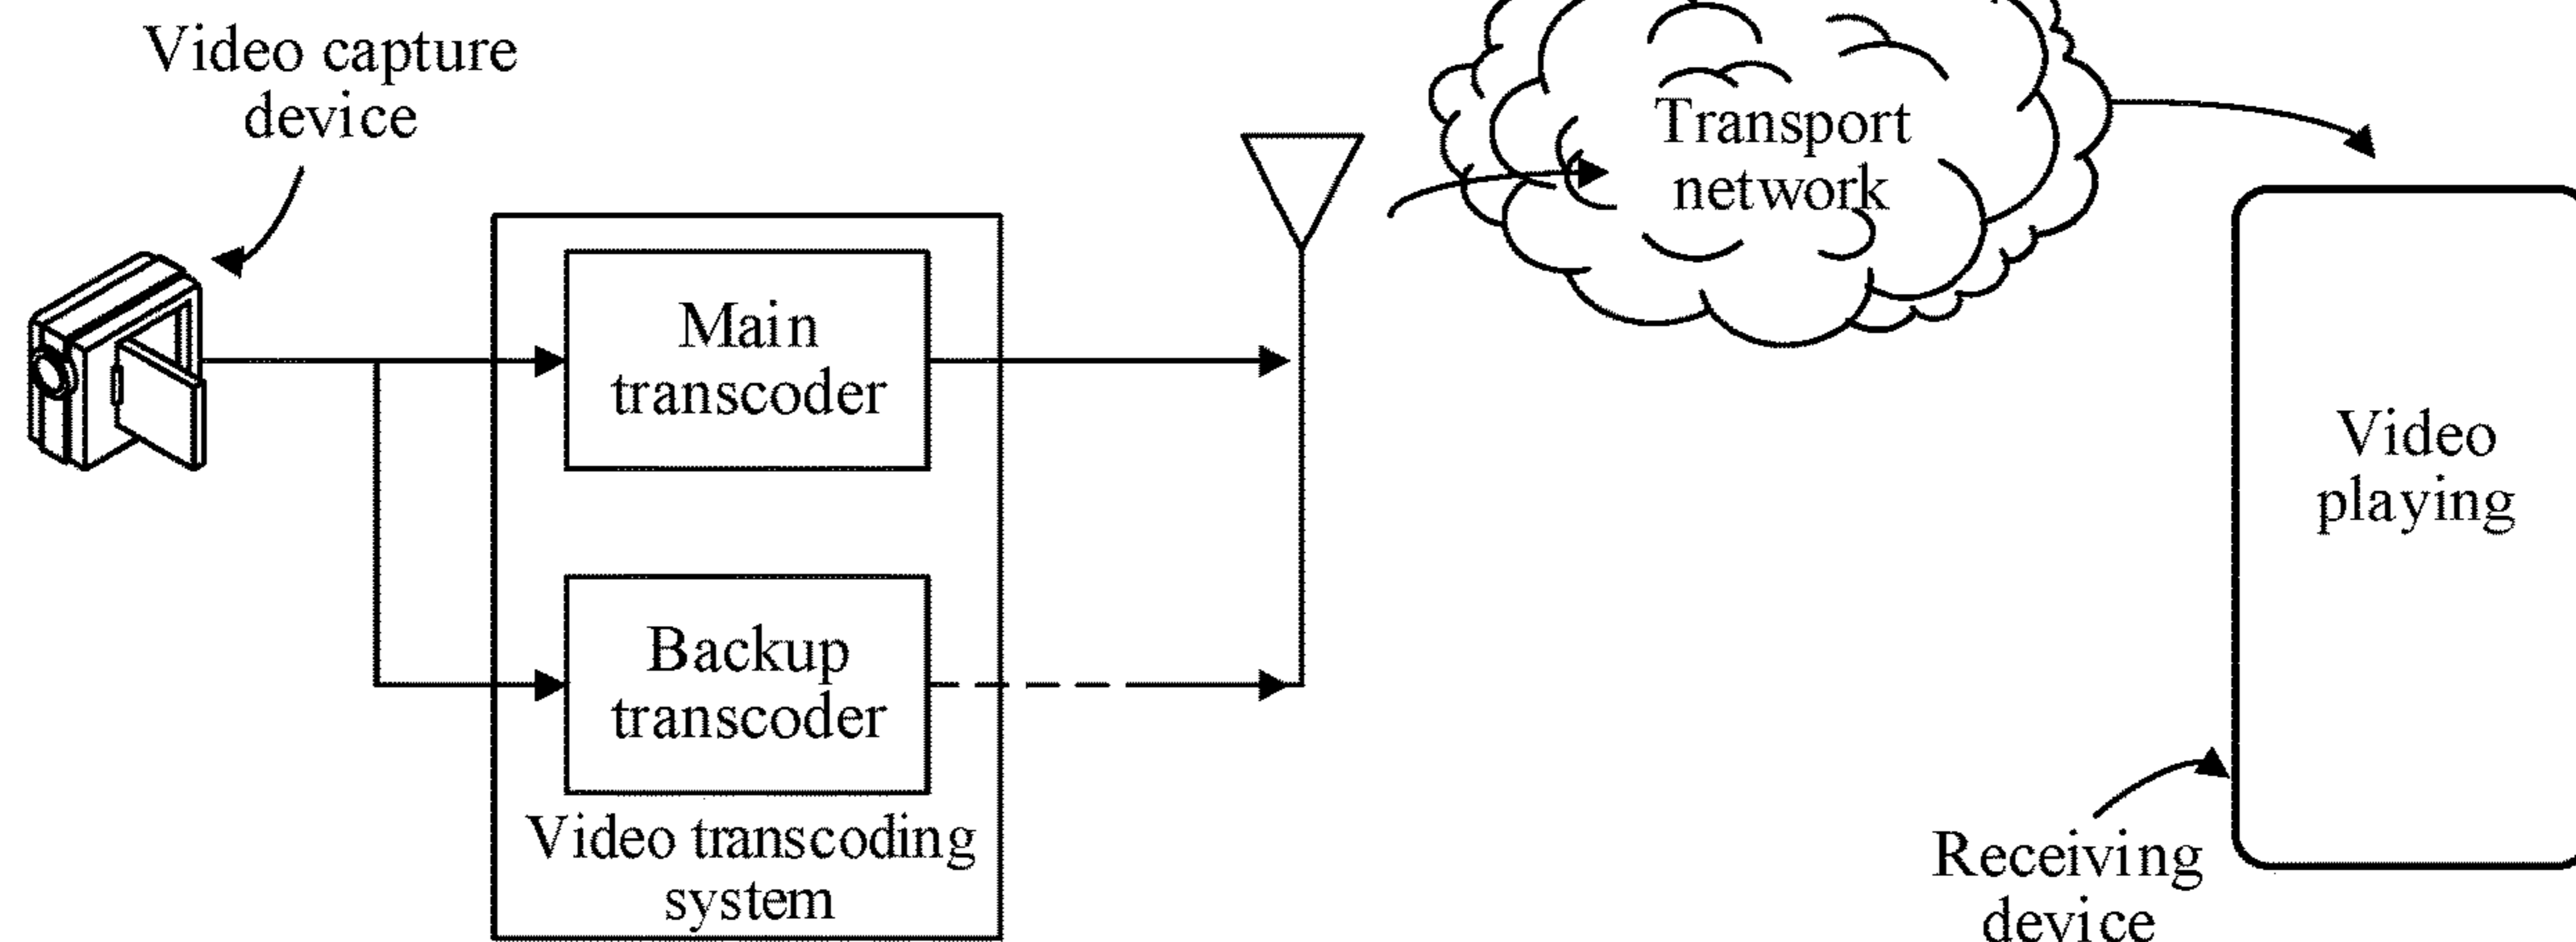 Video capture
device
Transport
network
Main
transcoder
Backup
transcoder
Video transcoding
system
Video
playing
Receiving
device